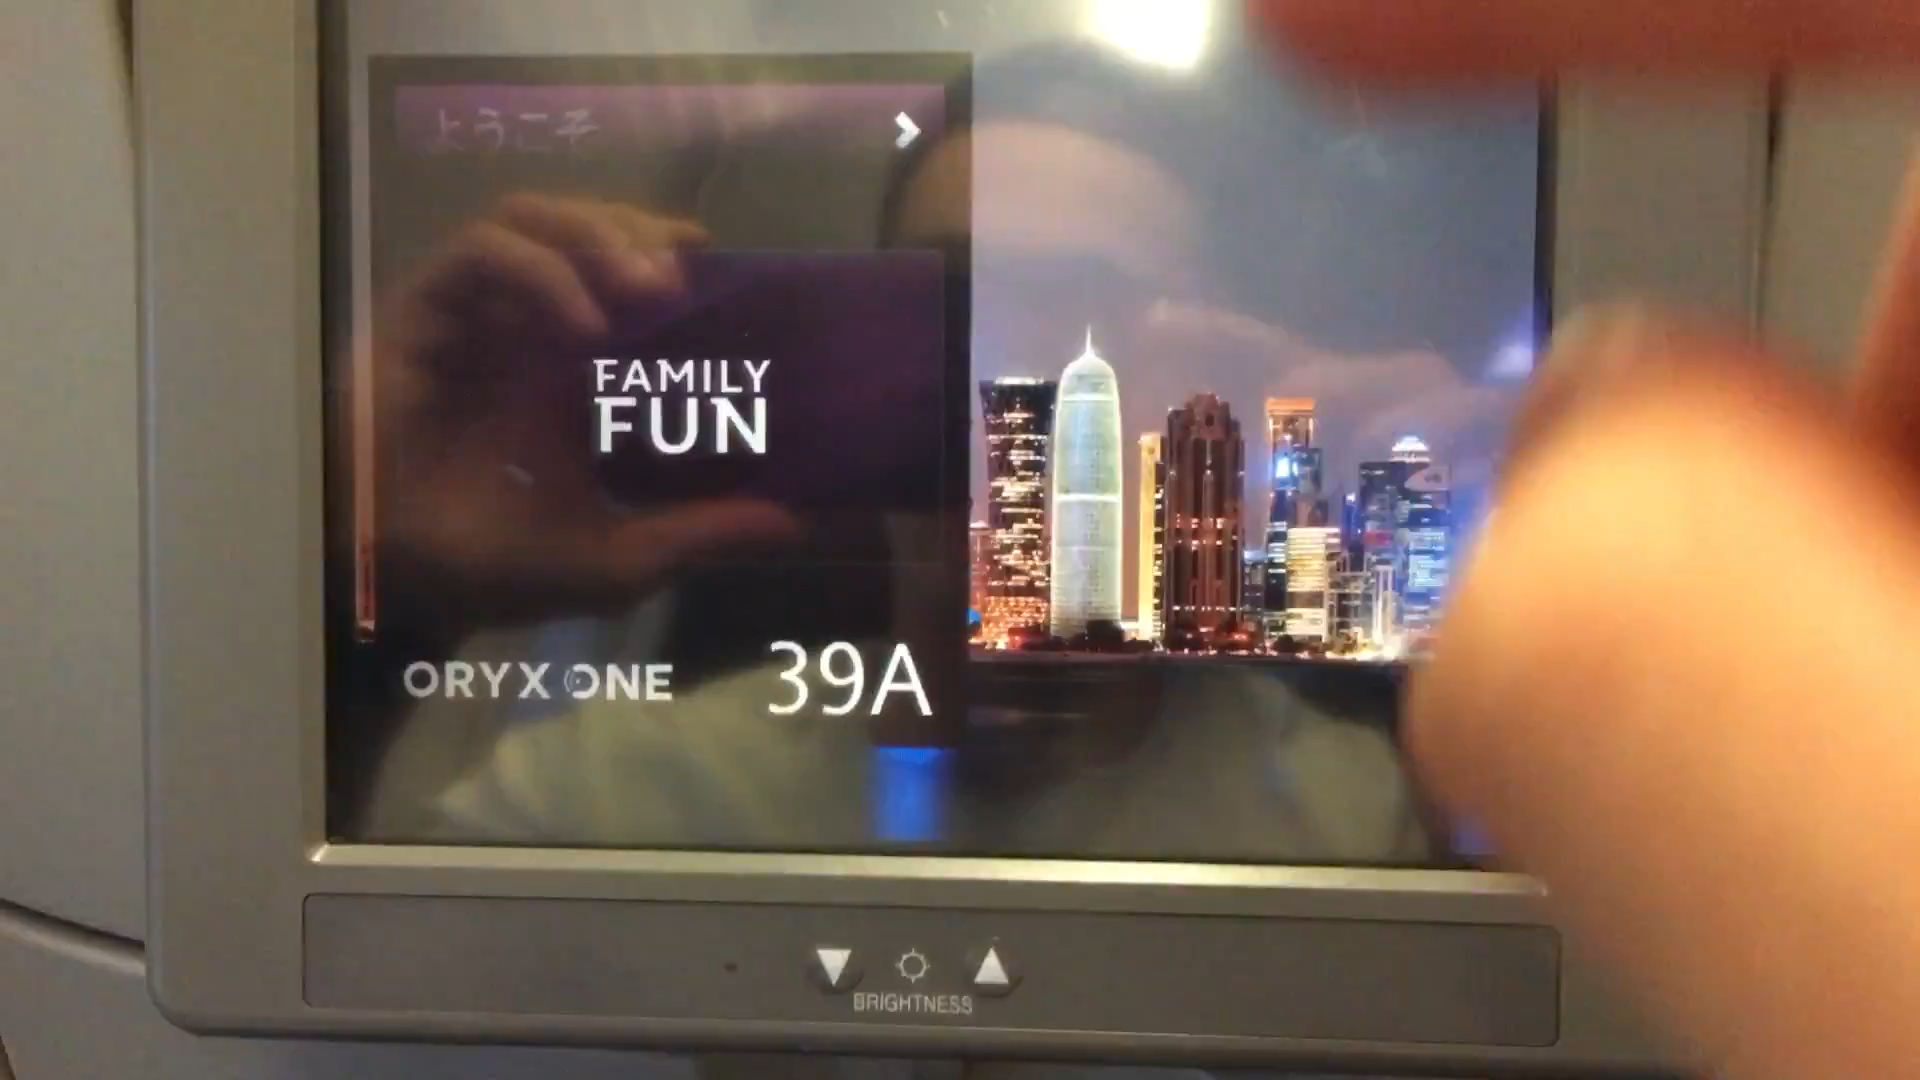 ようこそ
FAMILY
FUN
ORYX ONE
39A
BRIGHTNESS